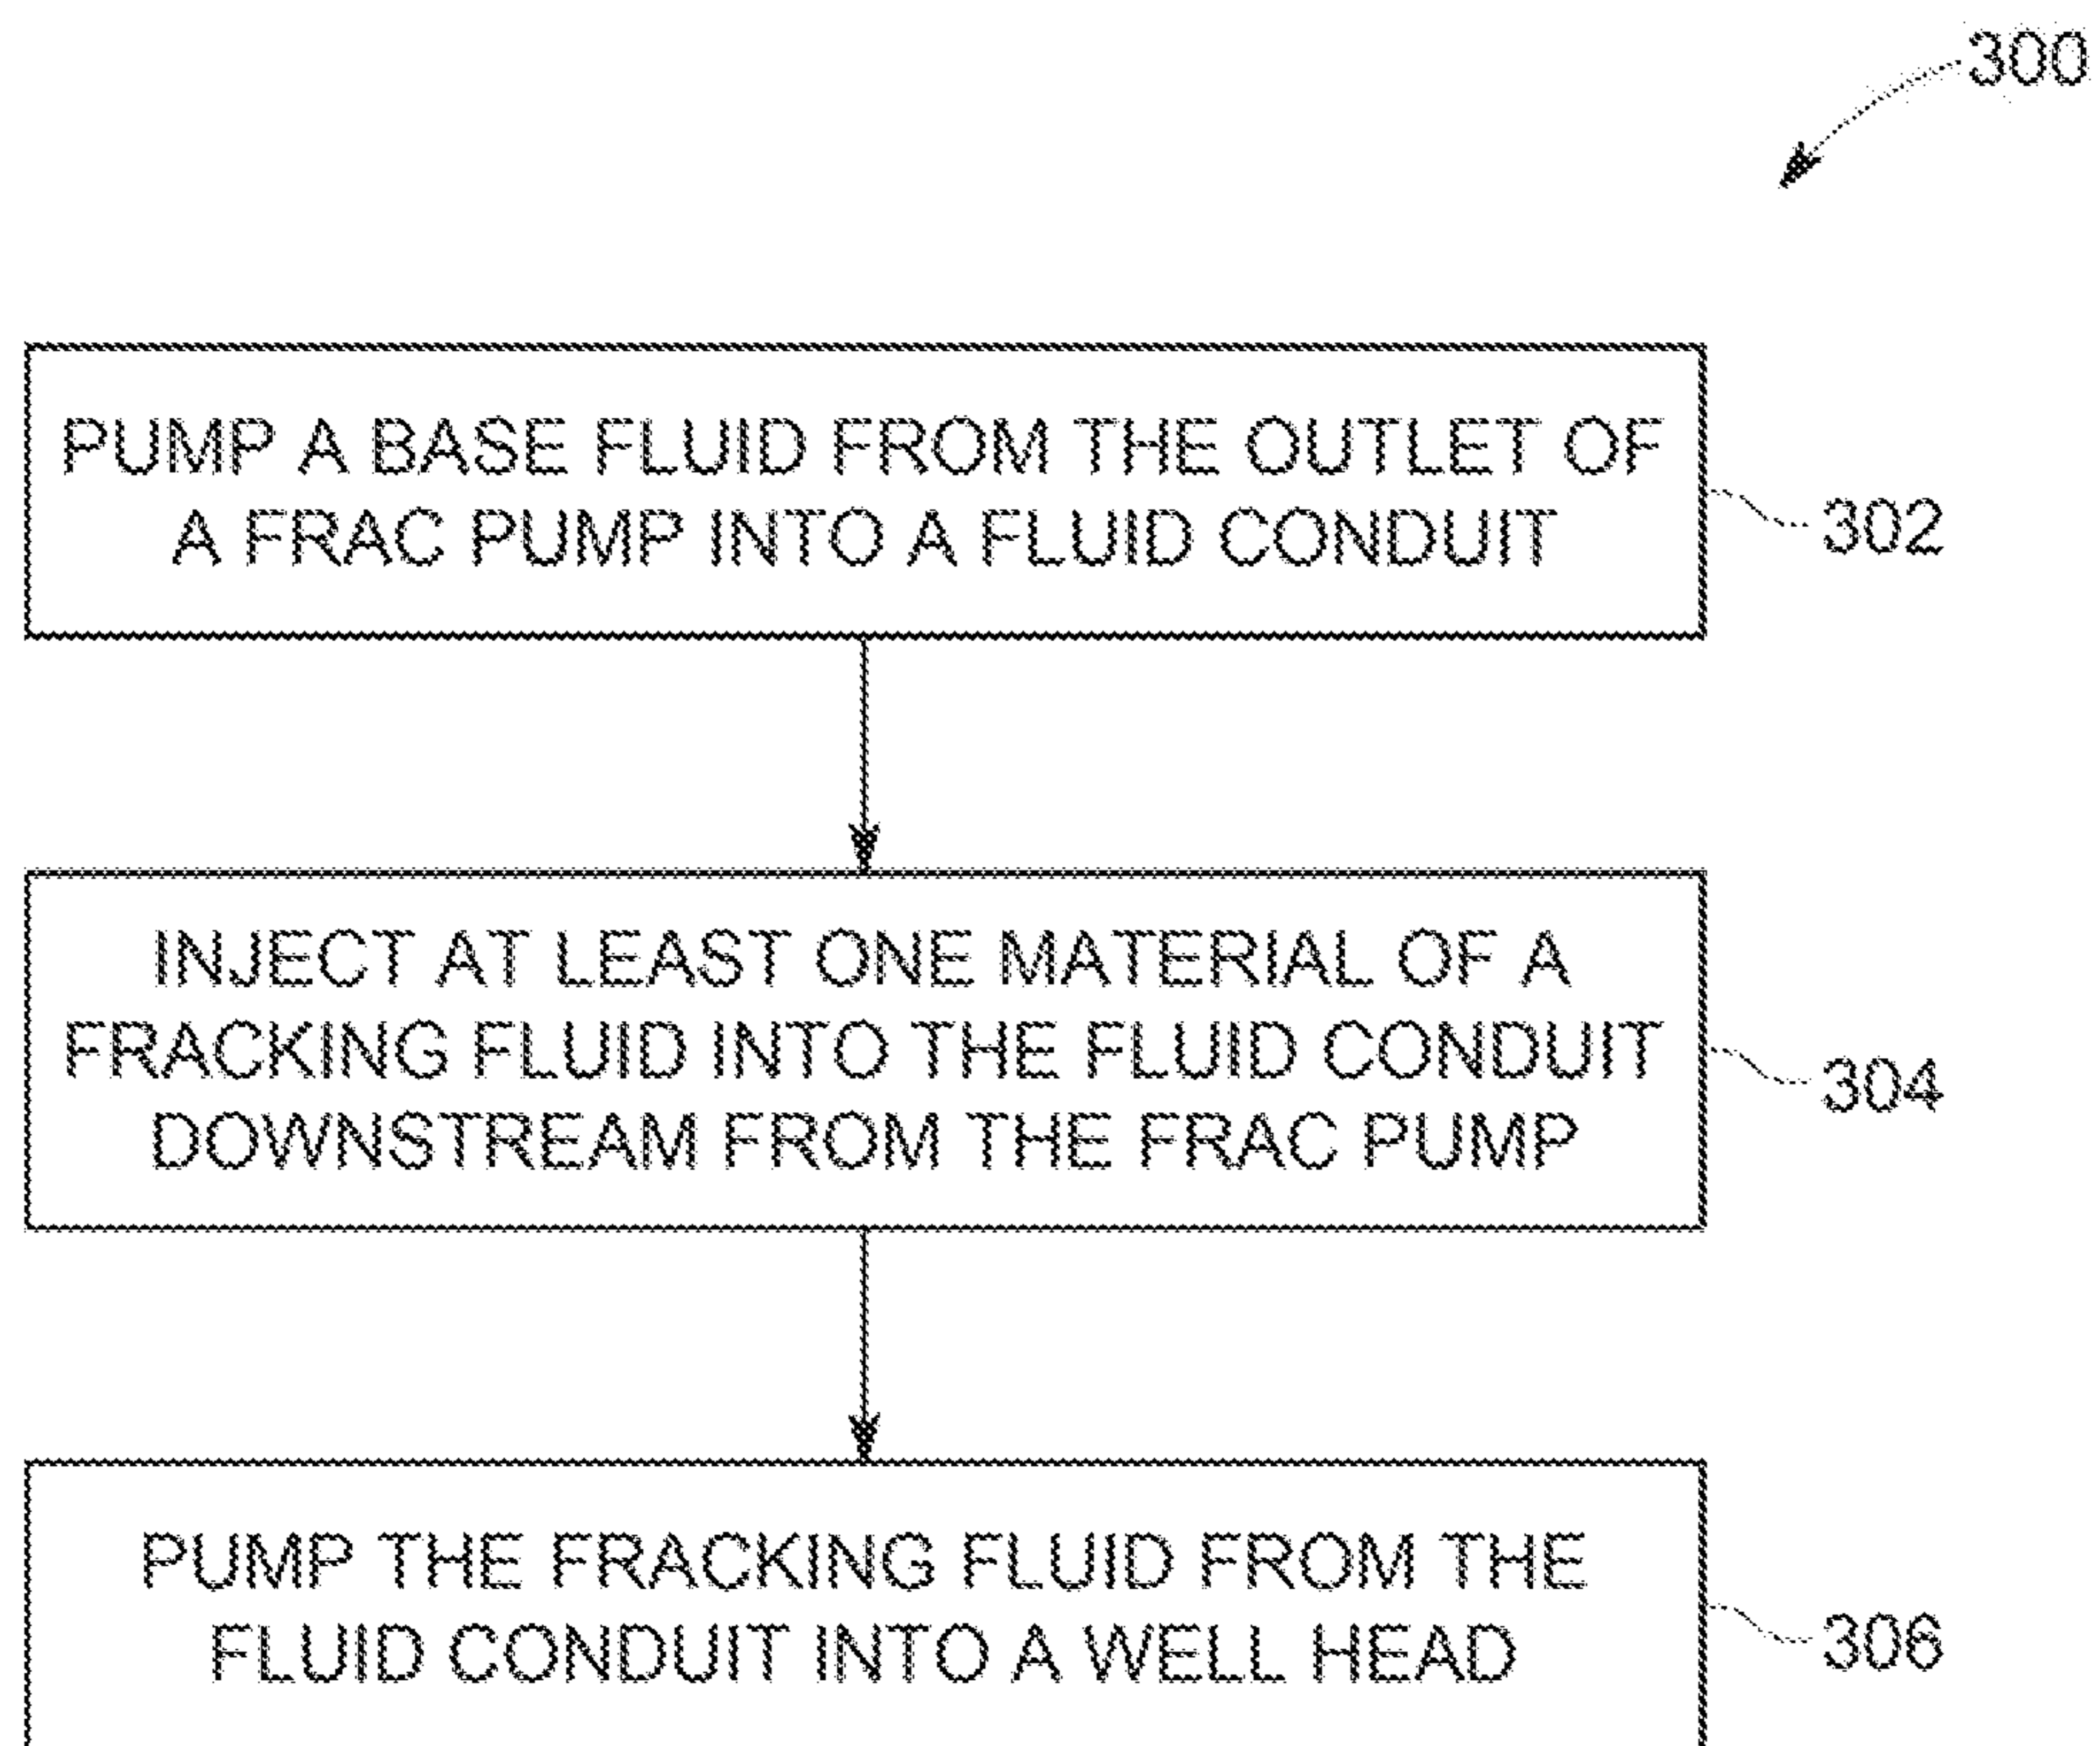 300
PUMP A BASE FLUID FROM THE OUTLET OF
A FRAC PUMP INTO A FLUID CONDUIT
302
INJECT AT LEAST ONE MATERIAL OF A
FRACKING FLUID INTO THE FLUID CONDUIT
DOWNSTREAM FROM THE FRAC PUMP
304
PUMP THE FRACKING FLUID FROM THE
FLUID CONDUIT INTO A WELL HEAD
306